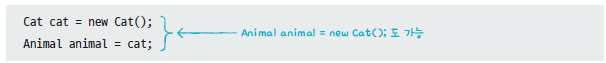 Cat cat = new Cat();
Animal animal = cat;
Animal animal = new Cat(); 도 가능